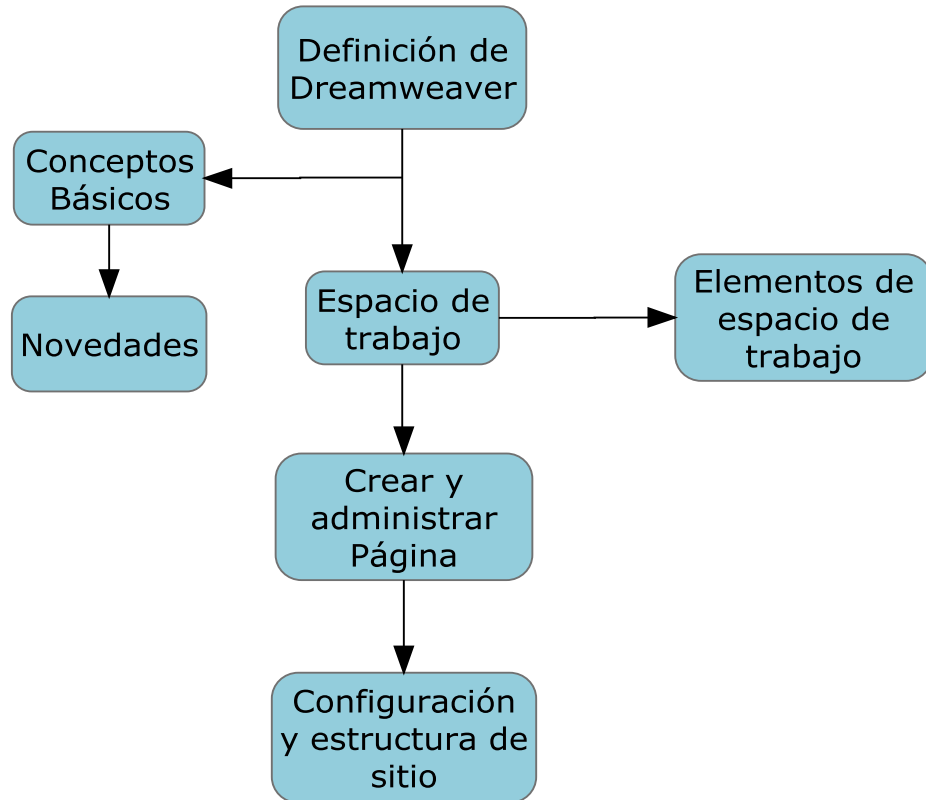 Definición de
Dreamweaver
Conceptos
Básicos
Novedades
Espacio de
trabajo
Elementos de
espacio de
trabajo
Crear y
administrar
Página
Configuración
y estructura de
sitio